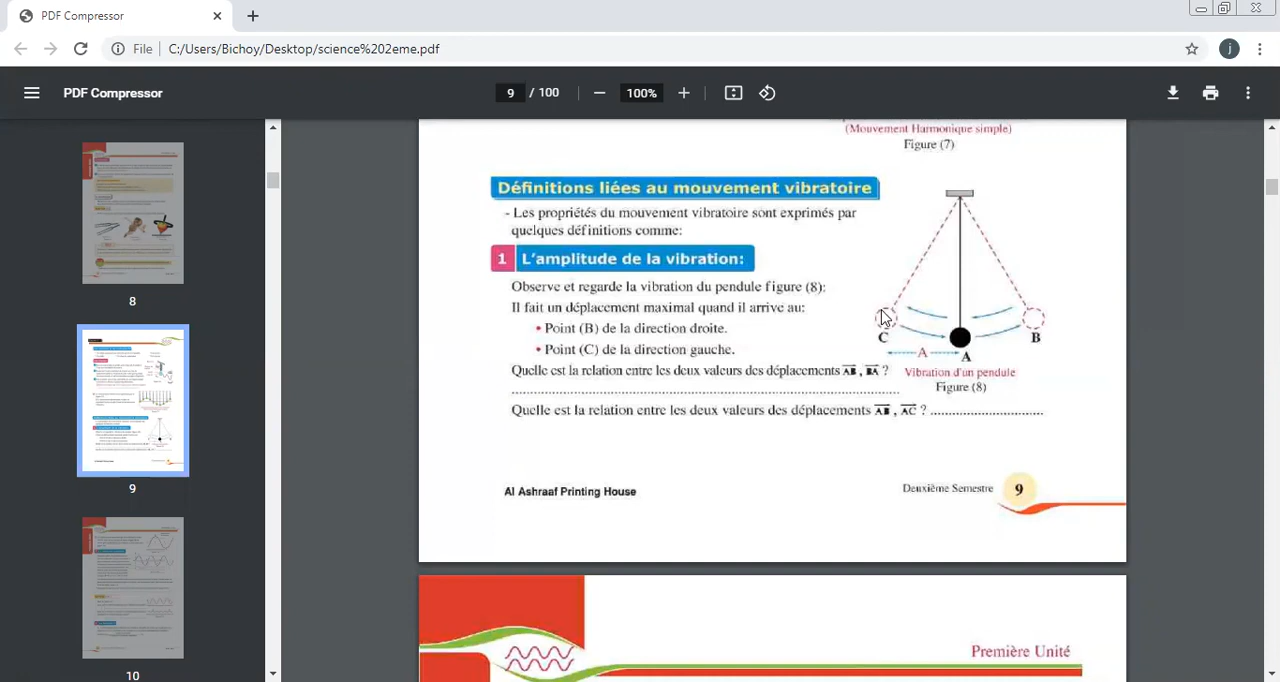 PDF Compressor
File
C:/Users/Bichoy/Desktop/science%202eme.pdf
j
PDF Compressor
9 / 100
100%
8
9
10
(Mouvement Harmonique simple)
Figure (7)
Définitions liées au mouvement vibratoire
- Les propriétés du mouvement vibratoire sont exprimés par
quelques définitions comme:
1 L'amplitude de la vibration:
Observe et regarde la vibration du pendule figure (8):
Il fait un déplacement maximal quand il arrive au:
• Point (B) de la direction droite.
• Point (C) de la direction gauche.
Quelle est la relation entre les deux valeurs des déplacents AB , BA ?
Quelle est la relation entre les deux valeurs des déplacements AB , AC ?
C
B
A
A
Vibration d'un pendule
Figure (8)
Al Ashraaf Printing House
Deuxième Semestre 9
Première Unité